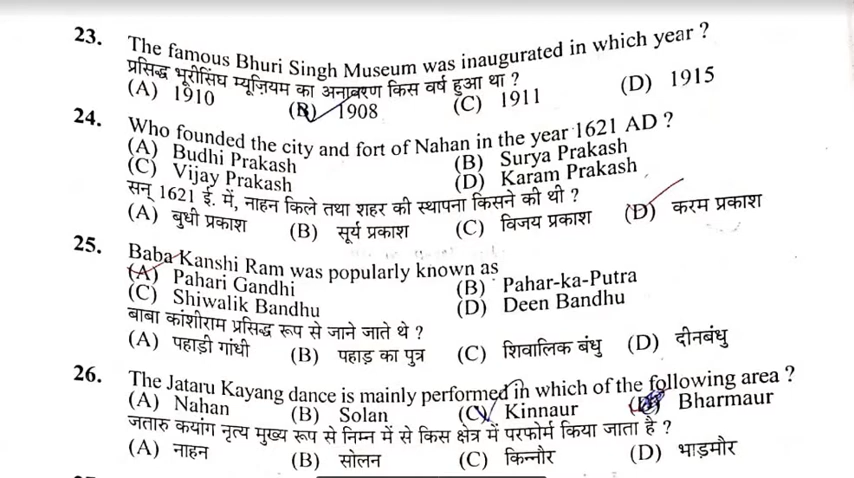 23. The famous Bhuri Singh Museum was inaugurated in which year ?
प्रसिद्ध भूरीसिंघ म्यूज़ियम का अनावरण किस वर्ष हुआ था ?
(A) 1910 (B) 1908 (C) 1911 (D) 1915
24. Who founded the city and fort of Nahan in the year 1621 AD ?
(A) Budhi Prakash (B) Surya Prakash
(C) Vijay Prakash (D) Karam Prakash
सन् 1621 ई. में, नाहन किले तथा शहर की स्थापना किसने की थी ?
(A) बुधी प्रकाश (B) सूर्य प्रकाश (C) विजय प्रकाश (D) करम प्रकाश
25. Baba Kanshi Ram was popularly known as
(A) Pahari Gandhi (B) Pahar-ka-Putra
(C) Shiwalik Bandhu (D) Deen Bandhu
बाबा कांशीराम प्रसिद्ध रूप से जाने जाते थे ?
(A) पहाड़ी गांधी (B) पहाड़ का पुत्र (C) शिवालिक बंधु (D) दीनबंधु
26. The Jataru Kayang dance is mainly performed in which of the following area ?
(A) Nahan (B) Solan (C) Kinnaur (D) Bharmaur
जतारु कयांग नृत्य मुख्य रूप से निम्न में से किस क्षेत्र में परफोर्म किया जाता है ?
(A) नाहन (B) सोलन (C) किन्नौर (D) भाड़मौर